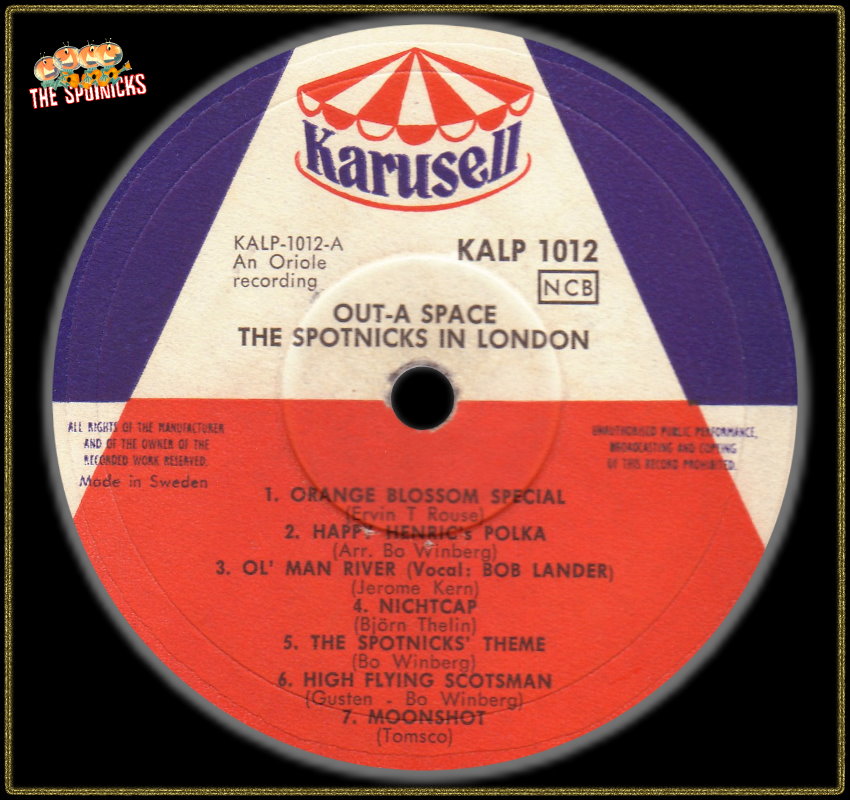 THE SPOTNICKS
Karusell
KALP-1012-A
An Oriole
recording
KALP 1012
NCB
OUT-A SPACE
THE SPOTNICKS IN LONDON
ALL RIGHTS OF THE MANUFACTURER
AND OF THE OWNER OF THE
RECORDED WORK RESERVED.
Made in Sweden
UNAUTHORISED PUBLIC PERFORMANCE,
BROADCASTING AND COPYING
OF THIS RECORD PROHIBITED.
1. ORANGE BLOSSOM SPECIAL
(Ervin T Rouse)
2. HAPPY HENRIC's POLKA
(Arr. Bo Winberg)
3. OL' MAN RIVER (Vocal: BOB LANDER)
(Jerome Kern)
4. NICHTCAP
(Björn Thelin)
5. THE SPOTNICKS' THEME
(Bo Winberg)
6. HIGH FLYING SCOTSMAN
(Gusten - Bo Winberg)
7. MOONSHOT
(Tomsco)